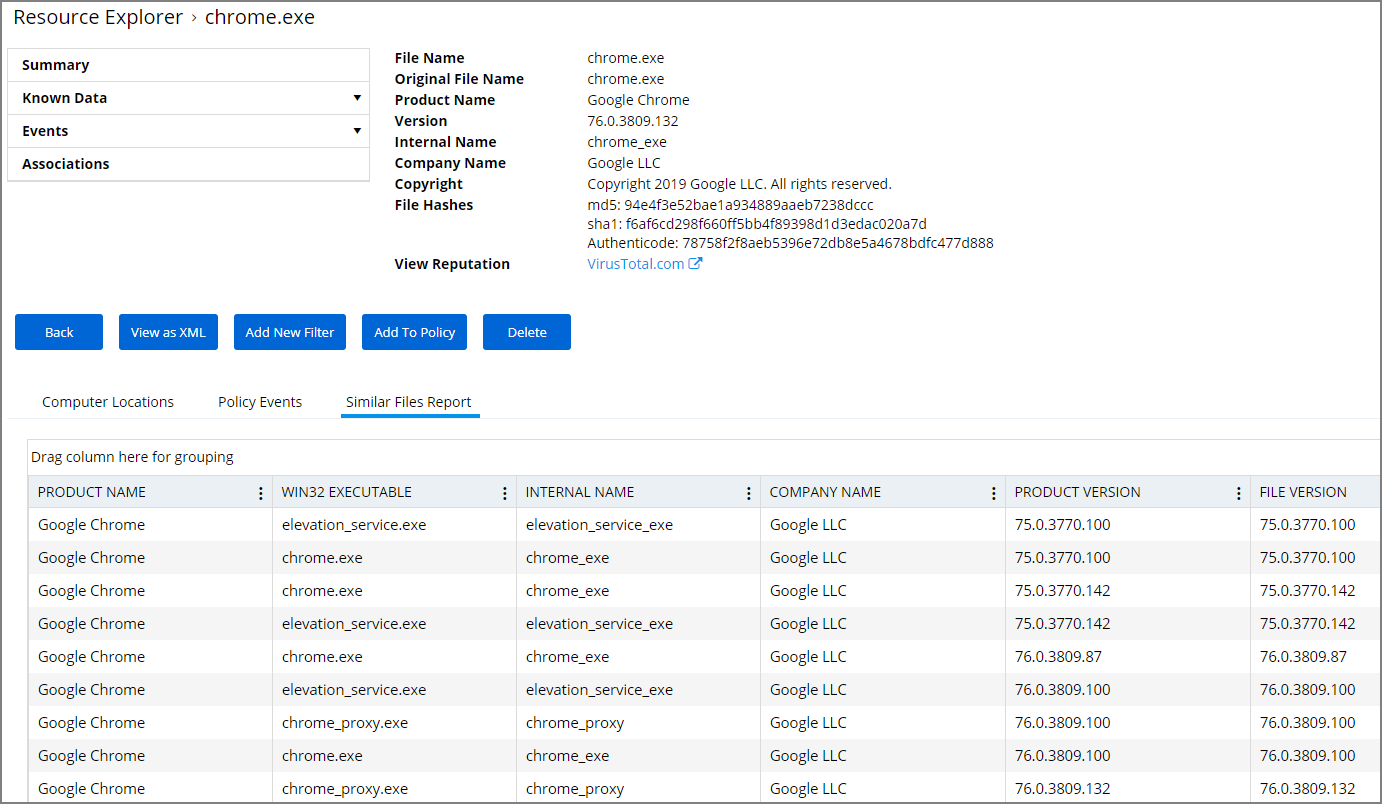 Resource Explorer › chrome.exe
Summary
Known Data
Events
Associations
File Name chrome.exe
Original File Name chrome.exe
Product Name Google Chrome
Version 76.0.3809.132
Internal Name chrome_exe
Company Name Google LLC
Copyright Copyright 2019 Google LLC. All rights reserved.
File Hashes md5: 94e4f3e52bae1a934889aaeb7238dccc
sha1: f6af6cd298f660ff5bb4f89398d1d3edac020a7d
Authenticode: 78758f2f8aeb5396e72db8e5a4678bdfc477d888
View Reputation VirusTotal.com
Back View as XML Add New Filter Add To Policy Delete
Computer Locations Policy Events Similar Files Report
Drag column here for grouping
PRODUCT NAME WIN32 EXECUTABLE INTERNAL NAME COMPANY NAME PRODUCT VERSION FILE VERSION
Google Chrome elevation_service.exe elevation_service_exe Google LLC 75.0.3770.100 75.0.3770.100
Google Chrome chrome.exe chrome_exe Google LLC 75.0.3770.100 75.0.3770.100
Google Chrome chrome.exe chrome_exe Google LLC 75.0.3770.142 75.0.3770.142
Google Chrome elevation_service.exe elevation_service_exe Google LLC 75.0.3770.142 75.0.3770.142
Google Chrome chrome.exe chrome_exe Google LLC 76.0.3809.87 76.0.3809.87
Google Chrome elevation_service.exe elevation_service_exe Google LLC 76.0.3809.100 76.0.3809.100
Google Chrome chrome_proxy.exe chrome_proxy Google LLC 76.0.3809.100 76.0.3809.100
Google Chrome chrome.exe chrome_exe Google LLC 76.0.3809.100 76.0.3809.100
Google Chrome chrome_proxy.exe chrome_proxy Google LLC 76.0.3809.132 76.0.3809.132